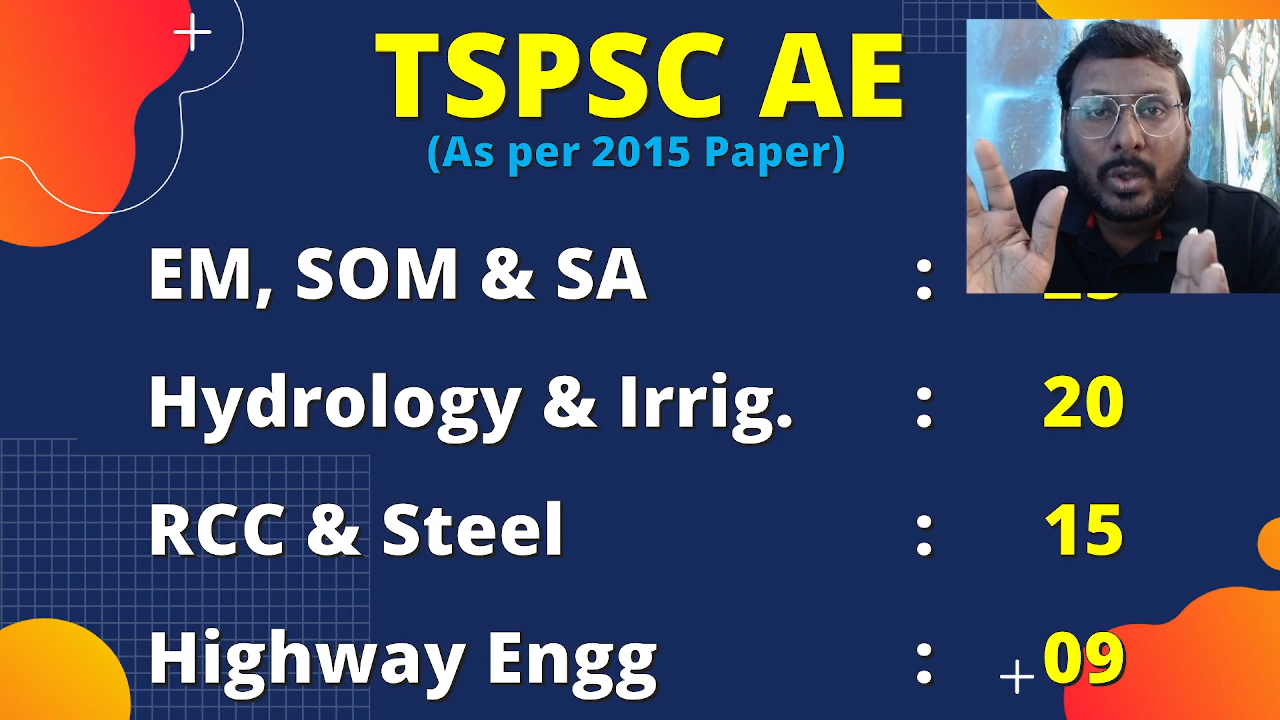 TSPSC AE
(As per 2015 Paper)
EM, SOM & SA :
Hydrology & Irrig. : 20
RCC & Steel : 15
Highway Engg : 09